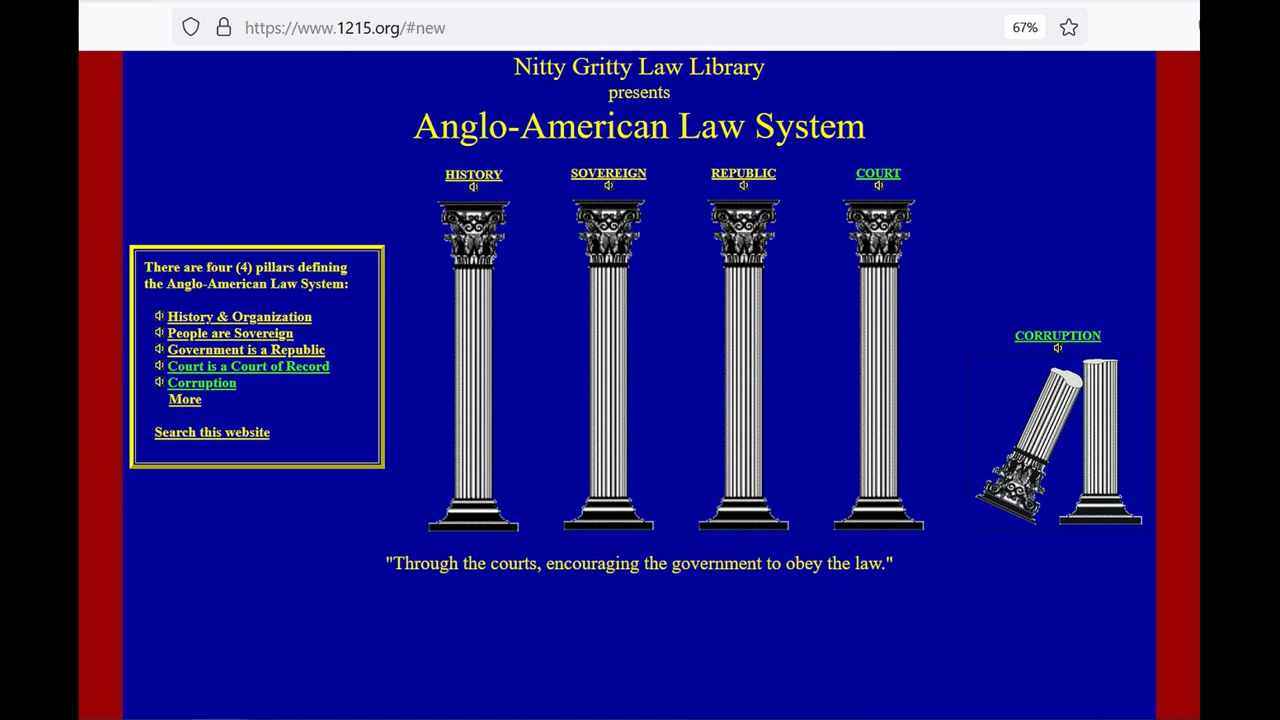 https://www.1215.org/#new
67%
Nitty Gritty Law Library
presents
Anglo-American Law System
HISTORY
SOVEREIGN
REPUBLIC
COURT
There are four (4) pillars defining
the Anglo-American Law System:
History & Organization
People are Sovereign
Government is a Republic
Court is a Court of Record
Corruption
More
Search this website
CORRUPTION
"Through the courts, encouraging the government to obey the law."